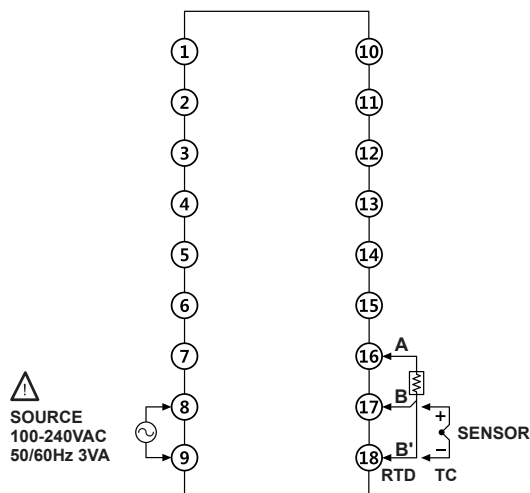 1
10
2
11
3
12
4
13
5
14
6
15
7
16
A
8
17
B
+
SOURCE
100-240VAC
50/60Hz 3VA
SENSOR
9
18
B'
−
RTD
TC